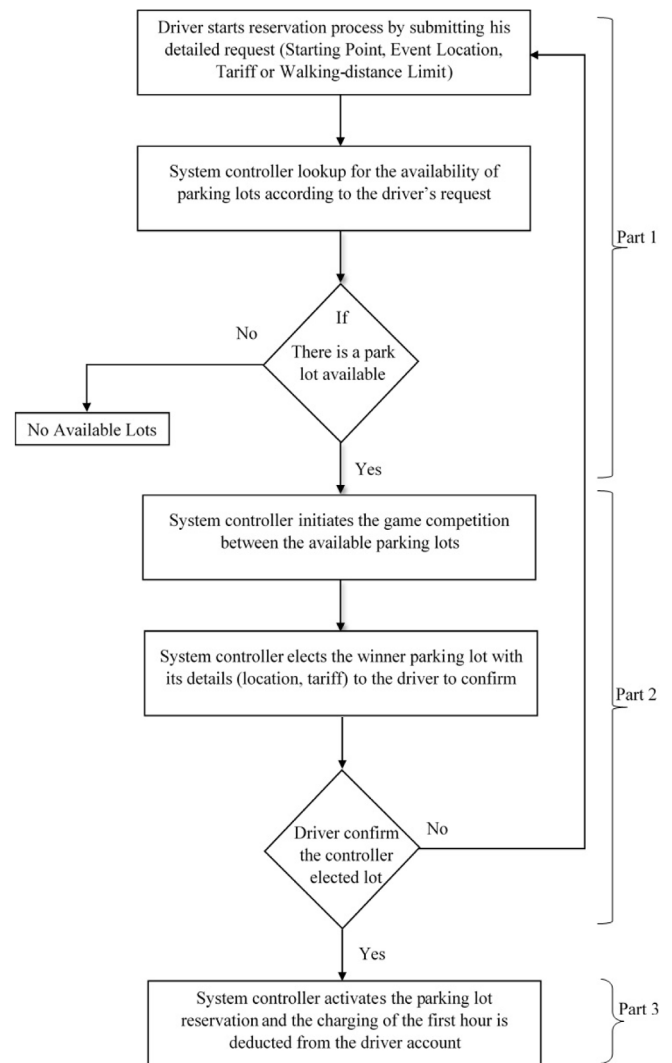 Driver starts reservation process by submitting his
detailed request (Starting Point, Event Location,
Tariff or Walking-distance Limit)
System controller lookup for the availability of
parking lots according to the driver's request
Part 1
If
No
There is a park
lot available
No Available Lots
Yes
System controller initiates the game competition
between the available parking lots
System controller elects the winner parking lot with
its details (location, tariff) to the driver to confirm
Part 2
Driver confirm
No
the controller
elected lot
Yes
System controller activates the parking lot
reservation and the charging of the first hour is
deducted from the driver account
Part 3